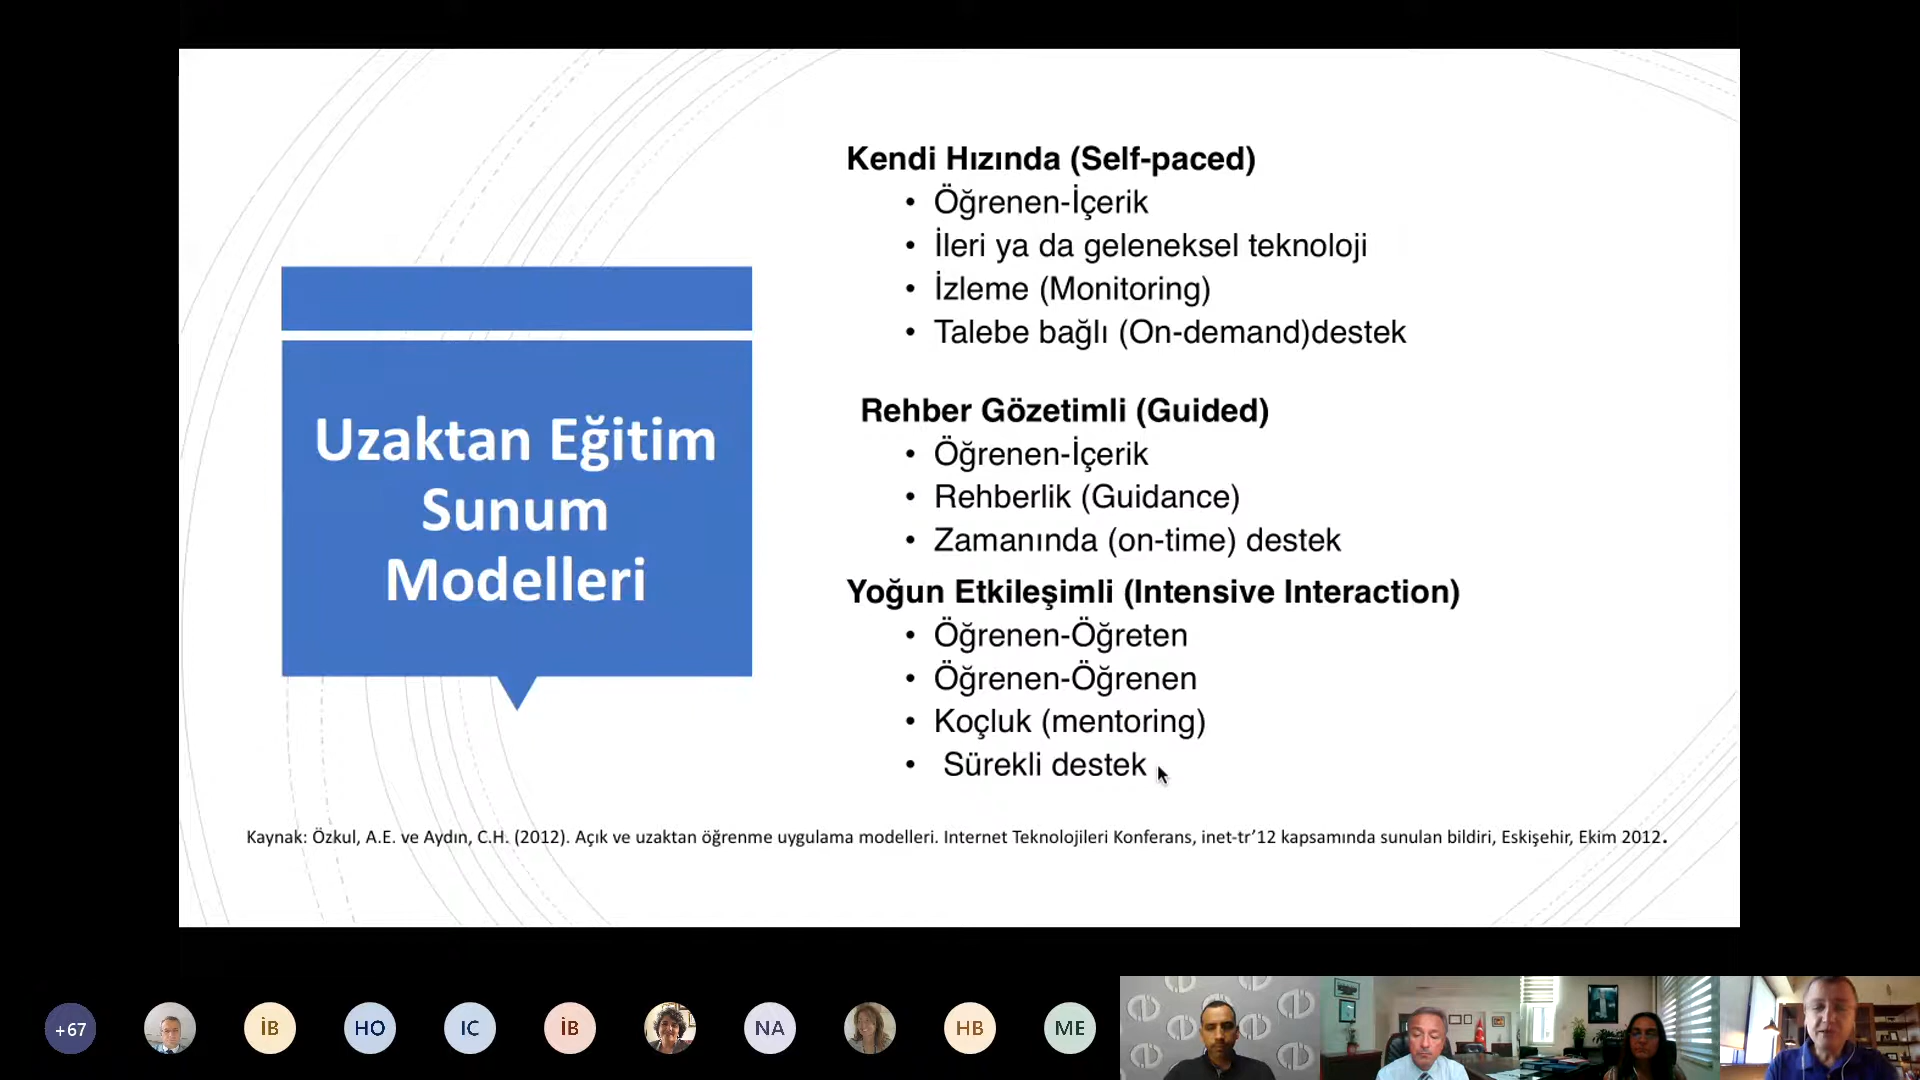 Uzaktan Eğitim
Sunum
Modelleri
Kendi Hızında (Self-paced)
• Öğrenen-İçerik
• İleri ya da geleneksel teknoloji
• İzleme (Monitoring)
• Talebe bağlı (On-demand)destek
Rehber Gözetimli (Guided)
• Öğrenen-İçerik
• Rehberlik (Guidance)
• Zamanında (on-time) destek
Yoğun Etkileşimli (Intensive Interaction)
• Öğrenen-Öğreten
• Öğrenen-Öğrenen
• Koçluk (mentoring)
• Sürekli destek
Kaynak: Özkul, A.E. ve Aydın, C.H. (2012). Açık ve uzaktan öğrenme uygulama modelleri. Internet Teknolojileri Konferans, inet-tr’12 kapsamında sunulan bildiri, Eskişehir, Ekim 2012.
+67 İB HO IC İB NA HB ME